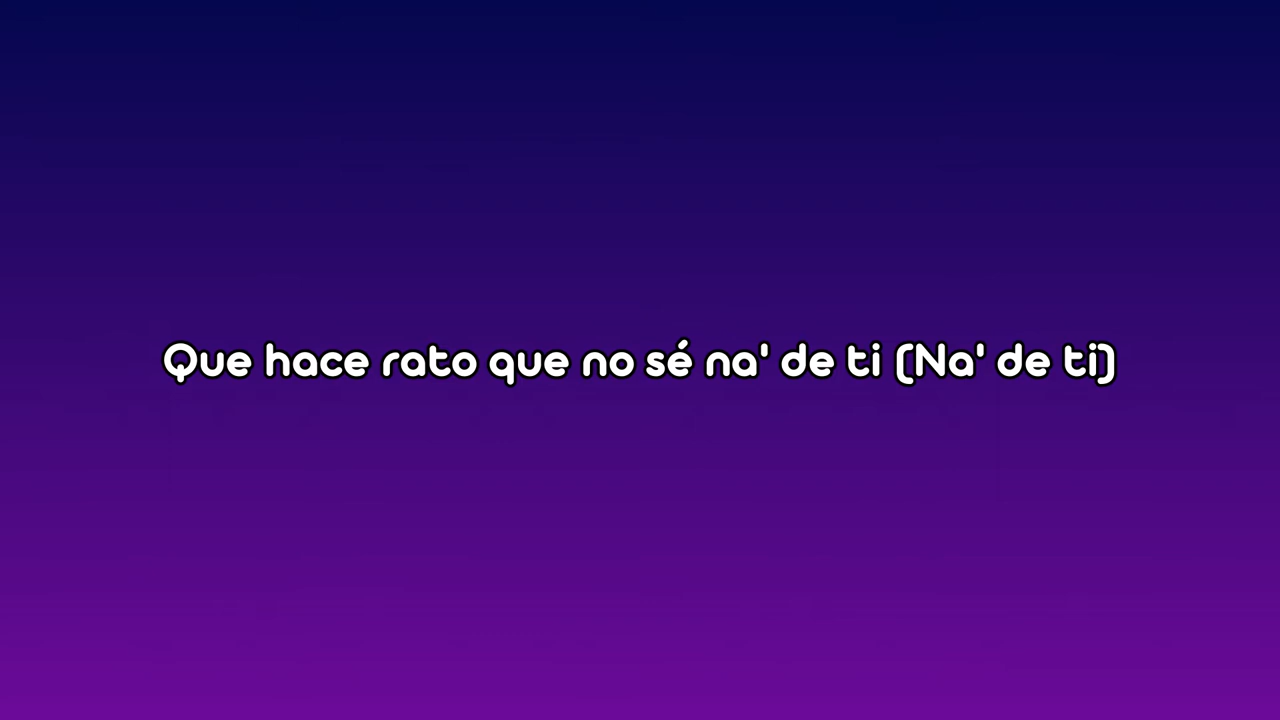 Que hace rato que no sé na' de ti (Na' de ti)